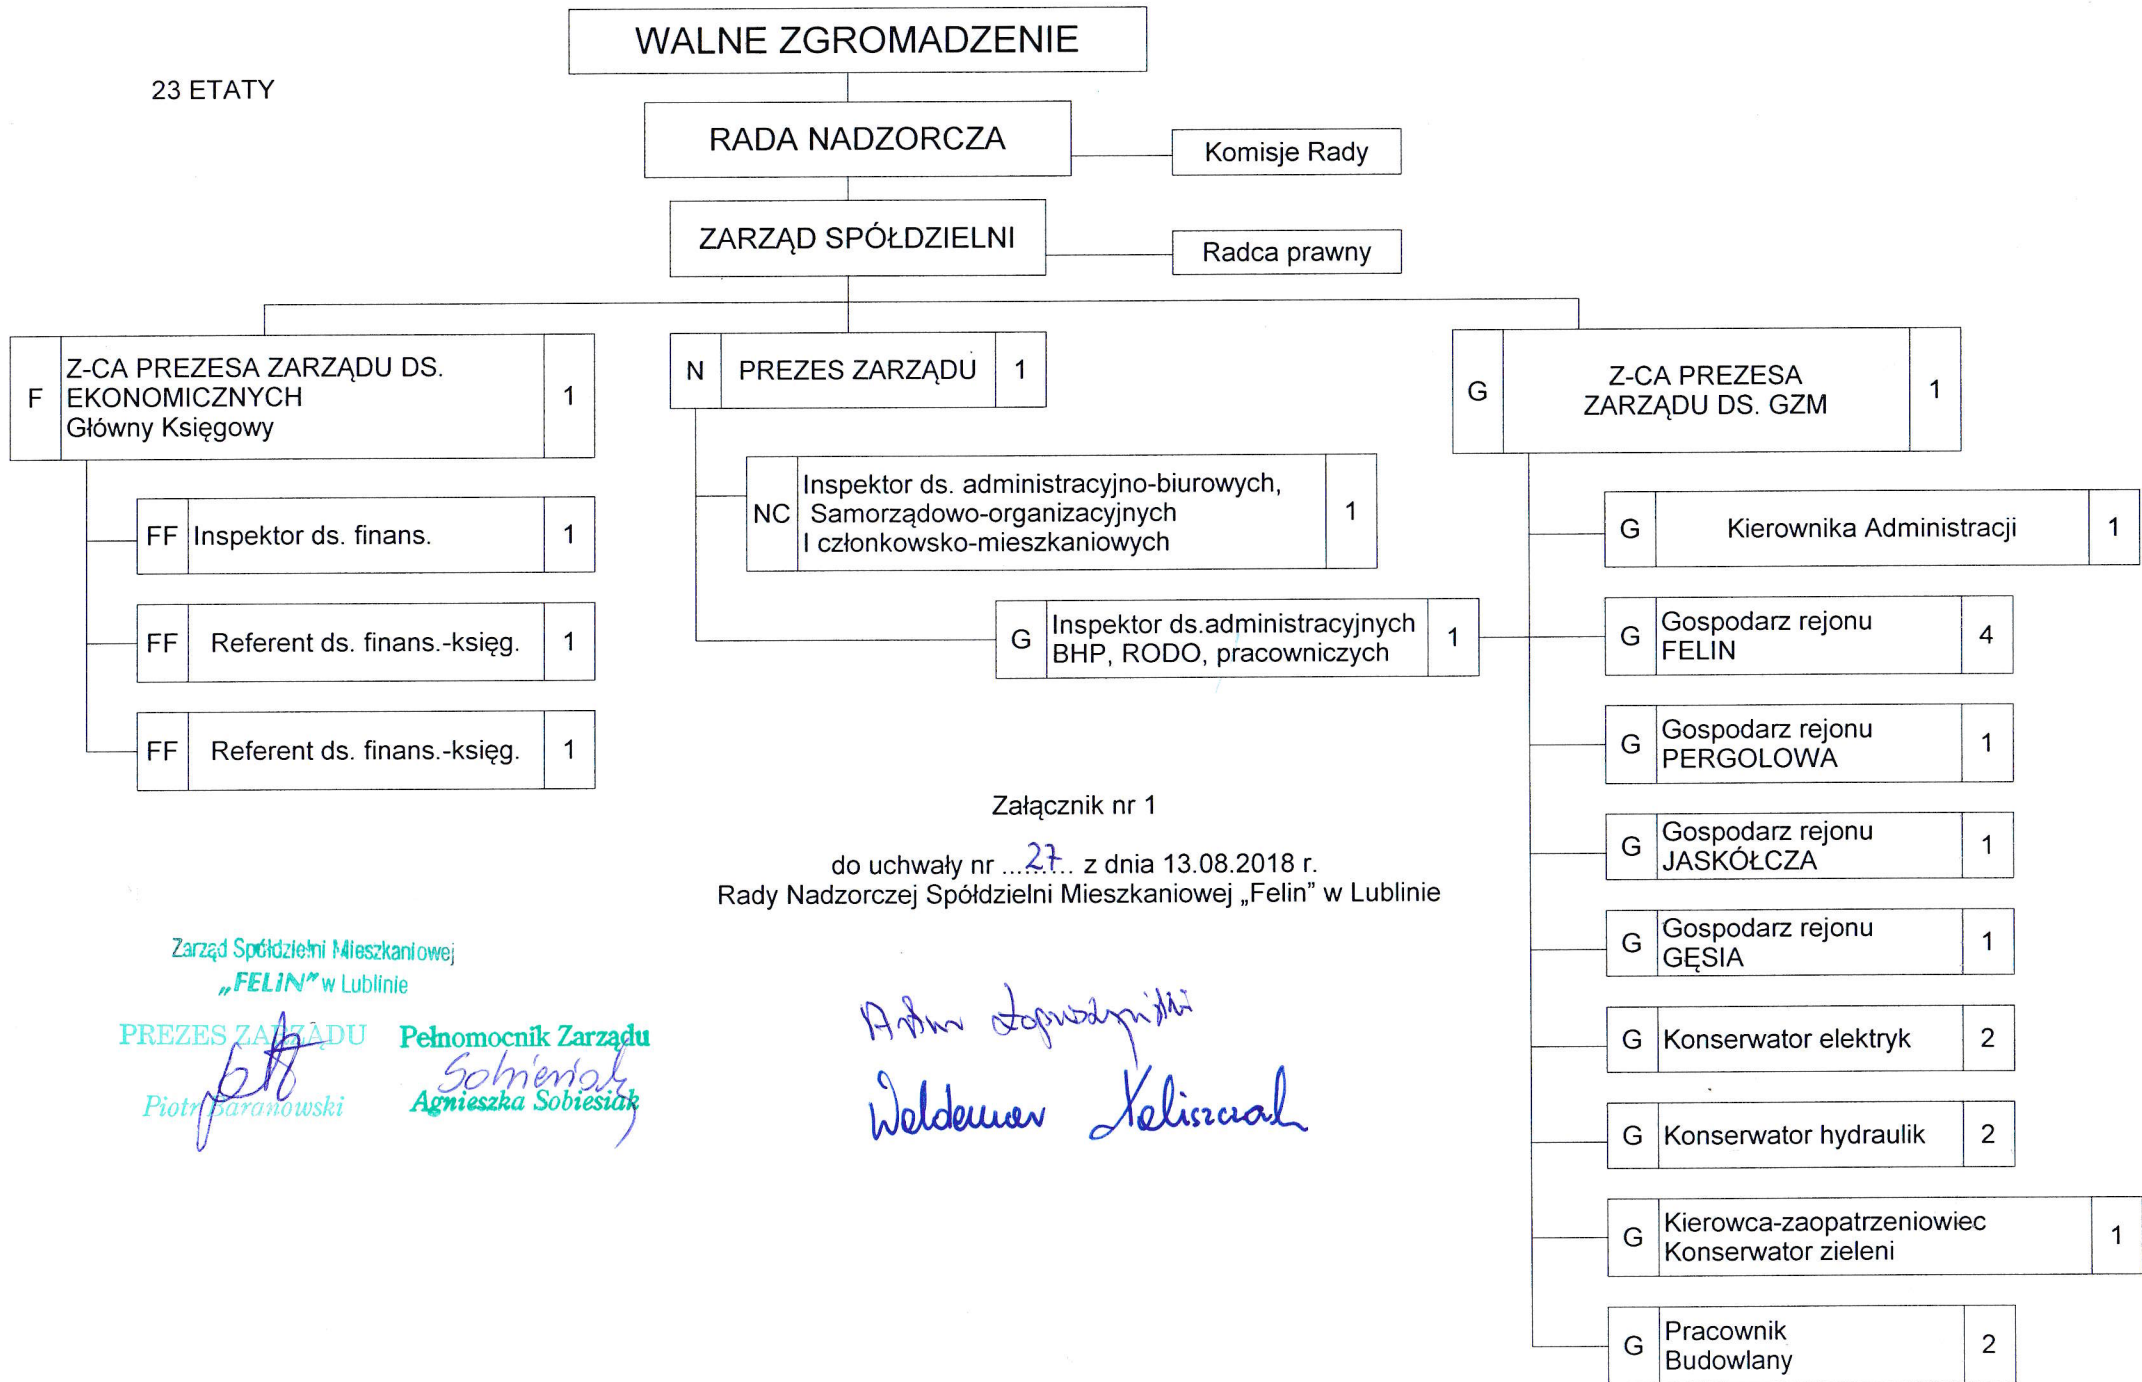 WALNE ZGROMADZENIE
23 ETATY
RADA NADZORCZA
Komisje Rady
ZARZĄD SPÓŁDZIELNI
Radca prawny
F
Z-CA PREZESA ZARZĄDU DS.
EKONOMICZNYCH
Główny Księgowy
1
FF Inspektor ds. finans. 1
FF Referent ds. finans.-księg. 1
FF Referent ds. finans.-księg. 1
N PREZES ZARZĄDU 1
NC
Inspektor ds. administracyjno-biurowych,
Samorządowo-organizacyjnych
I członkowsko-mieszkaniowych
1
G
Inspektor ds.administracyjnych
BHP, RODO, pracowniczych
1
G
Z-CA PREZESA
ZARZĄDU DS. GZM
1
G Kierownika Administracji 1
G
Gospodarz rejonu
FELIN
4
G
Gospodarz rejonu
PERGOLOWA
1
G
Gospodarz rejonu
JASKÓŁCZA
1
G
Gospodarz rejonu
GĘSIA
1
G Konserwator elektryk 2
G Konserwator hydraulik 2
G
Kierowca-zaopatrzeniowiec
Konserwator zieleni
1
G
Pracownik
Budowlany
2
Załącznik nr 1
do uchwały nr ...27... z dnia 13.08.2018 r.
Rady Nadzorczej Spółdzielni Mieszkaniowej „Felin” w Lublinie
Zarząd Spółdzielni Mieszkaniowej
„FELIN” w Lublinie
PREZES ZARZĄDU
Piotr Baranowski
Pełnomocnik Zarządu
Sobiesiak
Agnieszka Sobiesiak
Artur
Waldemar